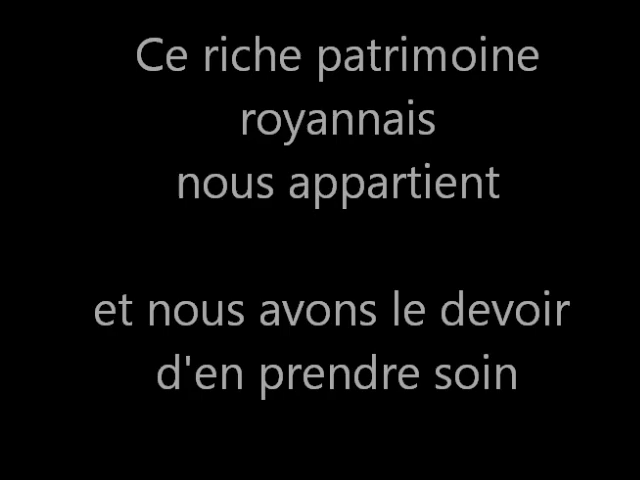 Ce riche patrimoine
royannais
nous appartient
et nous avons le devoir
d'en prendre soin